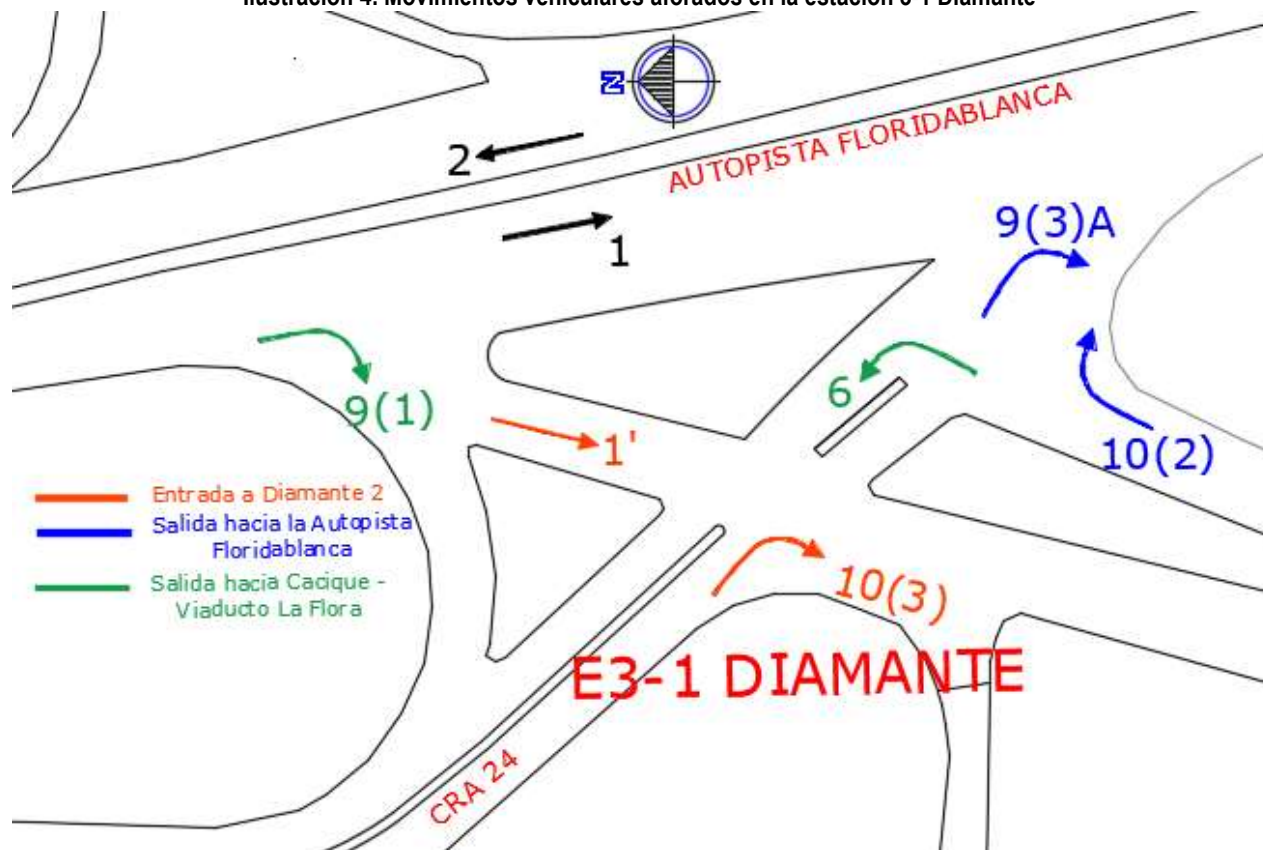 Ilustración 4. Movimientos vehiculares aforados en la estación 3-1 Diamante
N
2
AUTOPISTA FLORIDABLANCA
1
9(3)A
9(1)
6
1'
10(2)
Entrada a Diamante 2
Salida hacia la Autopista
Floridablanca
Salida hacia Cacique -
Viaducto La Flora
10(3)
E3-1 DIAMANTE
CRA 24